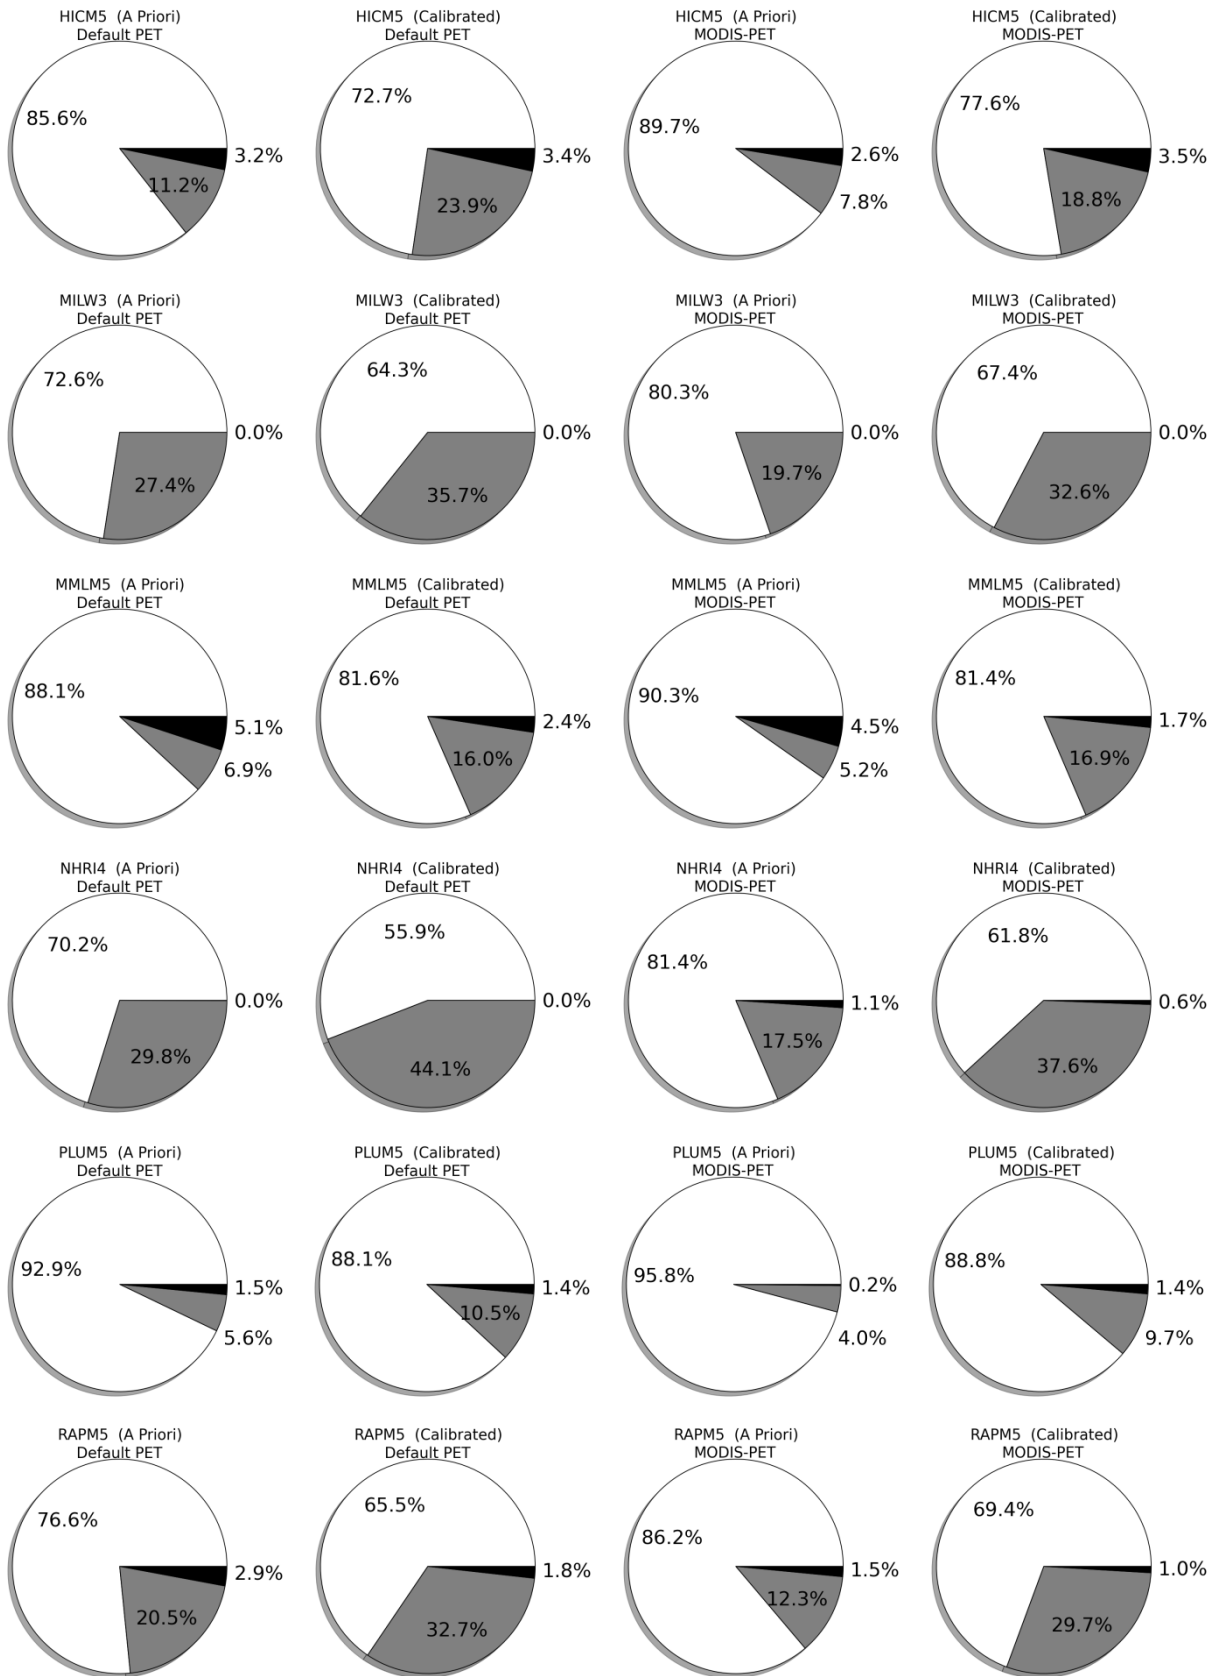 HICM5 (A Priori)
Default PET
85.6%
3.2%
11.2%
HICM5 (Calibrated)
Default PET
72.7%
3.4%
23.9%
HICM5 (A Priori)
MODIS-PET
89.7%
2.6%
7.8%
HICM5 (Calibrated)
MODIS-PET
77.6%
3.5%
18.8%
MILW3 (A Priori)
Default PET
72.6%
0.0%
27.4%
MILW3 (Calibrated)
Default PET
64.3%
0.0%
35.7%
MILW3 (A Priori)
MODIS-PET
80.3%
0.0%
19.7%
MILW3 (Calibrated)
MODIS-PET
67.4%
0.0%
32.6%
MMLM5 (A Priori)
Default PET
88.1%
5.1%
6.9%
MMLM5 (Calibrated)
Default PET
81.6%
2.4%
16.0%
MMLM5 (A Priori)
MODIS-PET
90.3%
4.5%
5.2%
MMLM5 (Calibrated)
MODIS-PET
81.4%
1.7%
16.9%
NHRI4 (A Priori)
Default PET
70.2%
0.0%
29.8%
NHRI4 (Calibrated)
Default PET
55.9%
0.0%
44.1%
NHRI4 (A Priori)
MODIS-PET
81.4%
1.1%
17.5%
NHRI4 (Calibrated)
MODIS-PET
61.8%
0.6%
37.6%
PLUM5 (A Priori)
Default PET
92.9%
1.5%
5.6%
PLUM5 (Calibrated)
Default PET
88.1%
1.4%
10.5%
PLUM5 (A Priori)
MODIS-PET
95.8%
0.2%
4.0%
PLUM5 (Calibrated)
MODIS-PET
88.8%
1.4%
9.7%
RAPM5 (A Priori)
Default PET
76.6%
2.9%
20.5%
RAPM5 (Calibrated)
Default PET
65.5%
1.8%
32.7%
RAPM5 (A Priori)
MODIS-PET
86.2%
1.5%
12.3%
RAPM5 (Calibrated)
MODIS-PET
69.4%
1.0%
29.7%